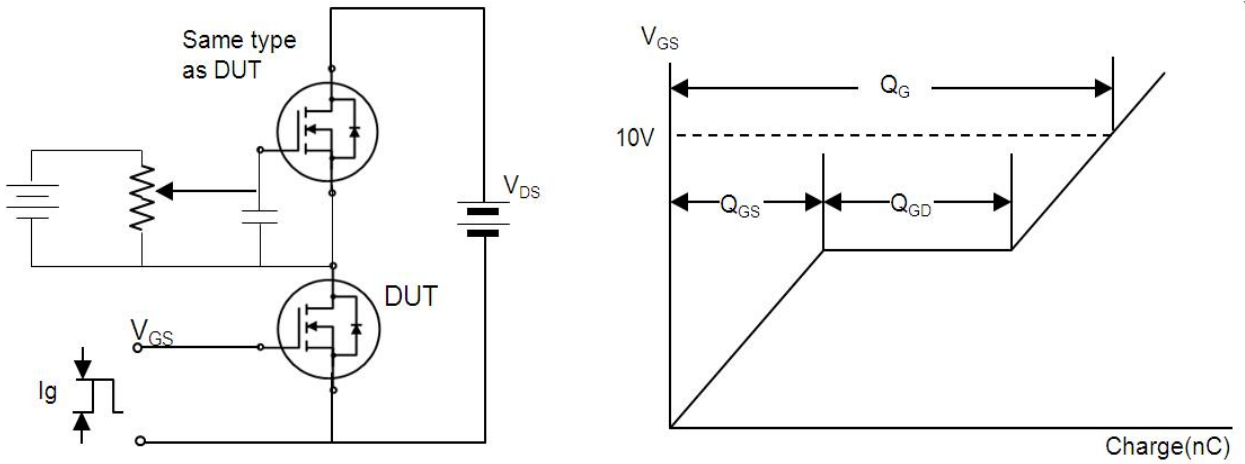 Same type
as DUT
V_DS
DUT
V_GS
Ig
V_GS
Q_G
10V
Q_GS
Q_GD
Charge(nC)